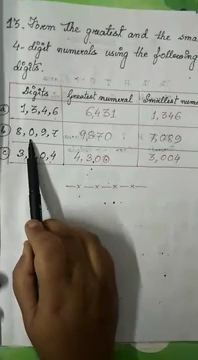 13. Form the greatest and the sma
4-digit numerals using the following
digits.
Digits Greatest numeral Smallest nume
a) 1,3,4,6 6,431 1,346
b) 8,0,9,7 9,870 7,089
c) 3, 0,4 4,300 3,004
-x-x-x-x-